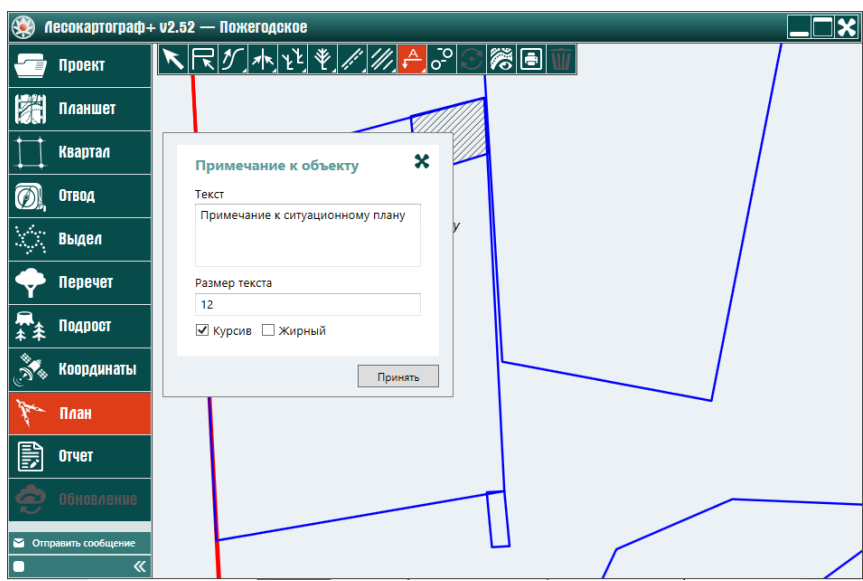 Лесокартограф+ v2.52 — Пожегодское
Проект
Планшет
Квартал
Отвод
Выдел
Перечет
Подрост
Координаты
План
Отчет
Обновление
Отправить сообщение
A
Примечание к объекту
Текст
Примечание к ситуационному плану
Размер текста
12
Курсив
Жирный
Принять
у